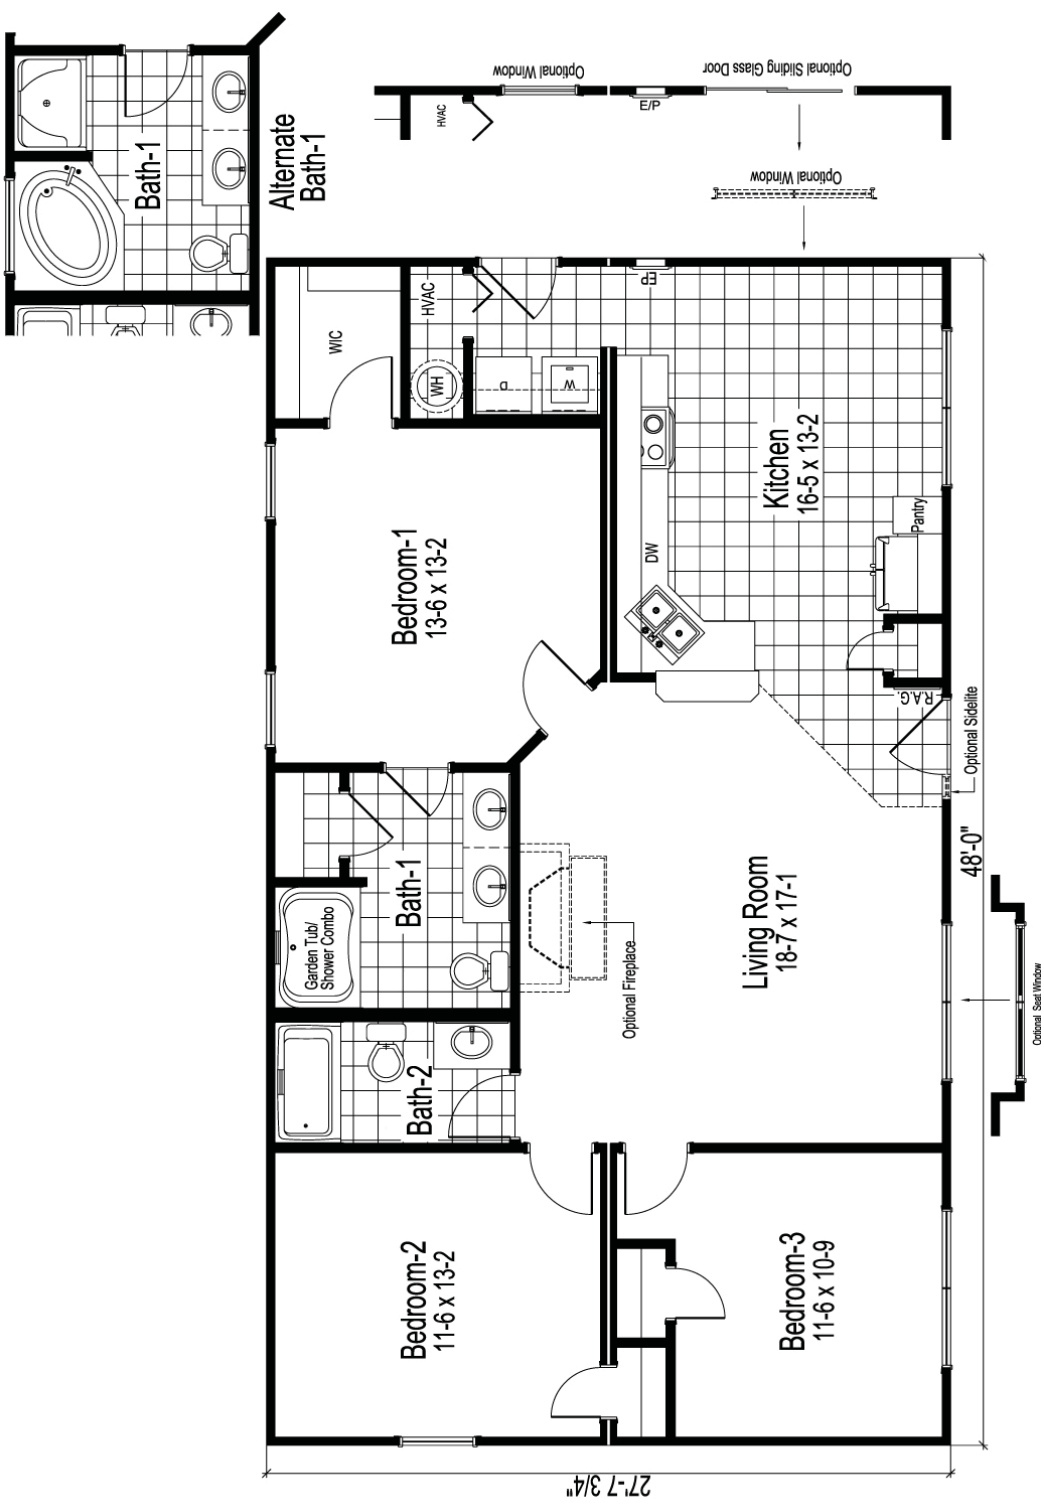 Bath-1
Alternate
Bath-1
HVAC
Optional Window
E/P
Optional Sliding Glass Door
Optional Window
WIC
HVAC
WH
D
W
EP
Kitchen
16-5 x 13-2
DW
Pantry
R.A.G.
Optional Sidelite
Bedroom-1
13-6 x 13-2
Bath-1
Garden Tub/
Shower Combo
Optional Fireplace
Living Room
18-7 x 17-1
48'-0"
Optional Seat Window
Bath-2
Bedroom-2
11-6 x 13-2
Bedroom-3
11-6 x 10-9
27'-7 3/4"